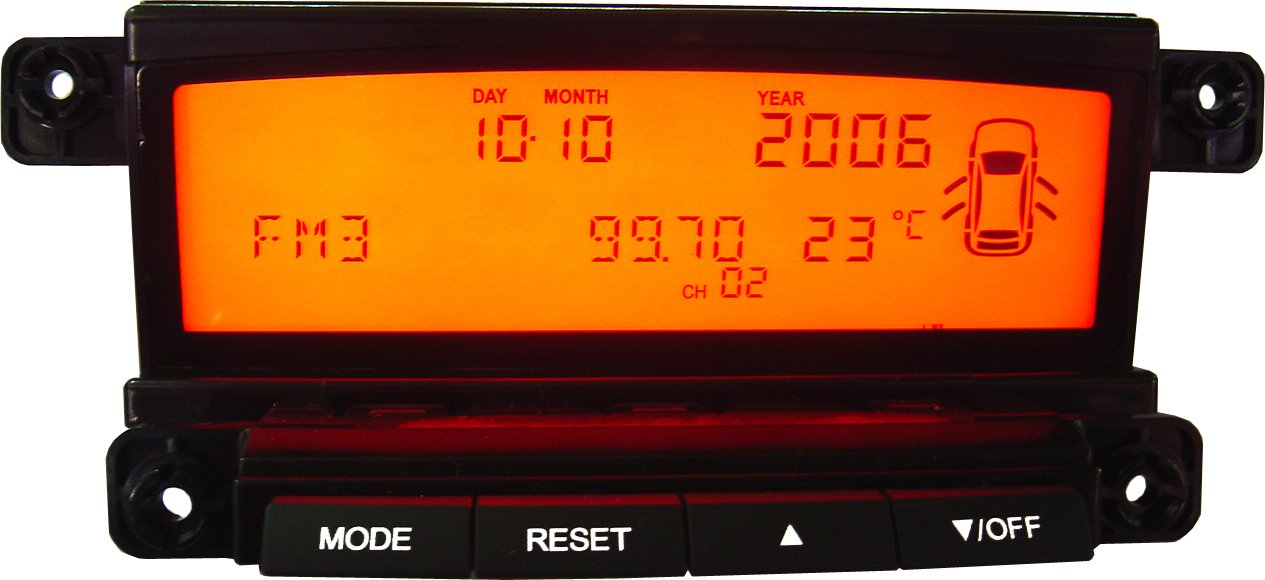 DAY MONTH YEAR
10·10 2006
FM3 99.70 23 °C
CH 02
MODE RESET ▲ ▼/OFF